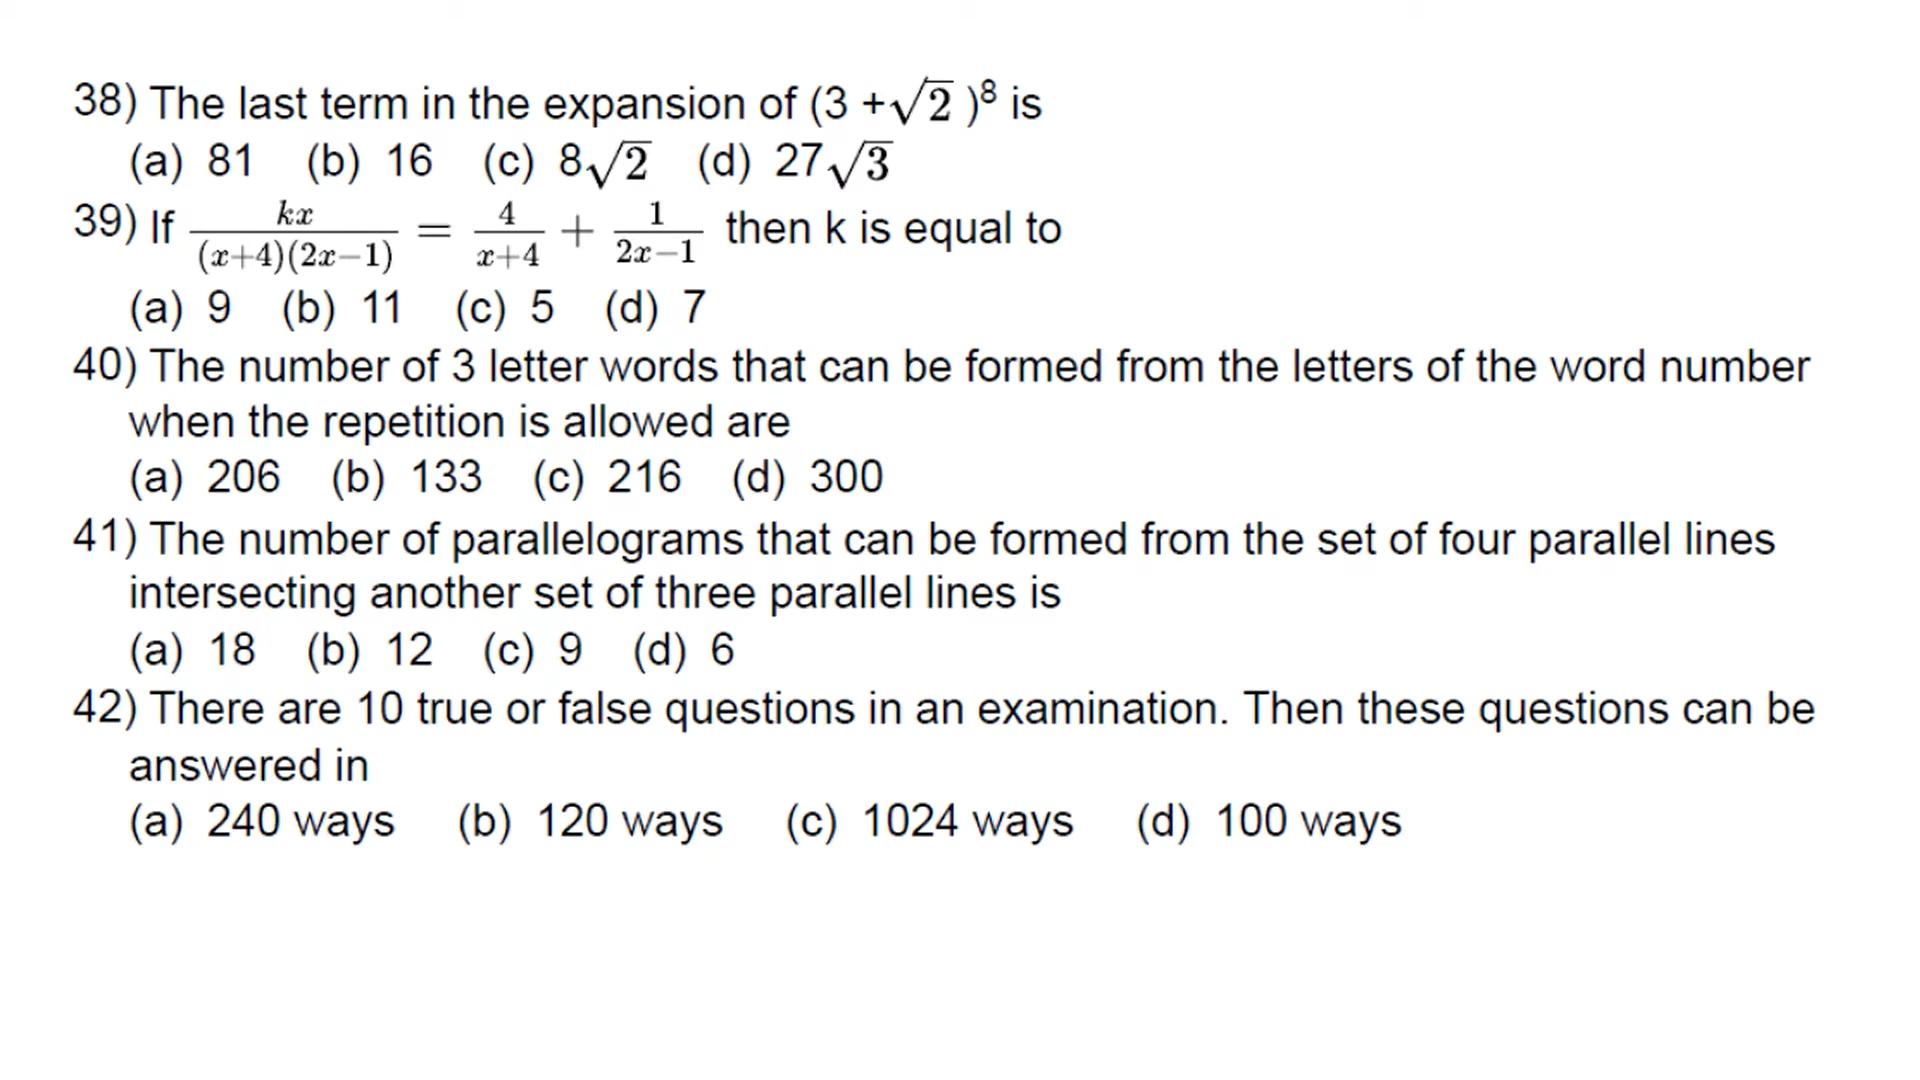 38) The last term in the expansion of (3 +√2 )⁸ is
(a) 81 (b) 16 (c) 8√2 (d) 27√3
39) If kx/((x+4)(2x−1)) = 4/(x+4) + 1/(2x−1) then k is equal to
(a) 9 (b) 11 (c) 5 (d) 7
40) The number of 3 letter words that can be formed from the letters of the word number
when the repetition is allowed are
(a) 206 (b) 133 (c) 216 (d) 300
41) The number of parallelograms that can be formed from the set of four parallel lines
intersecting another set of three parallel lines is
(a) 18 (b) 12 (c) 9 (d) 6
42) There are 10 true or false questions in an examination. Then these questions can be
answered in
(a) 240 ways (b) 120 ways (c) 1024 ways (d) 100 ways